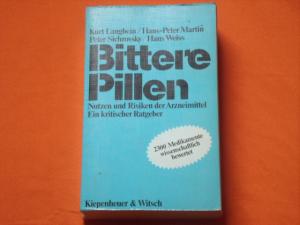 Kurt Langbein / Hans-Peter Martin
Peter Sichrovsky / Hans Weiss
Bittere
Pillen
Nutzen und Risiken der Arzneimittel
Ein kritischer Ratgeber
2300 Medikamente
wissenschaftlich
bewertet
Kiepenheuer & Witsch